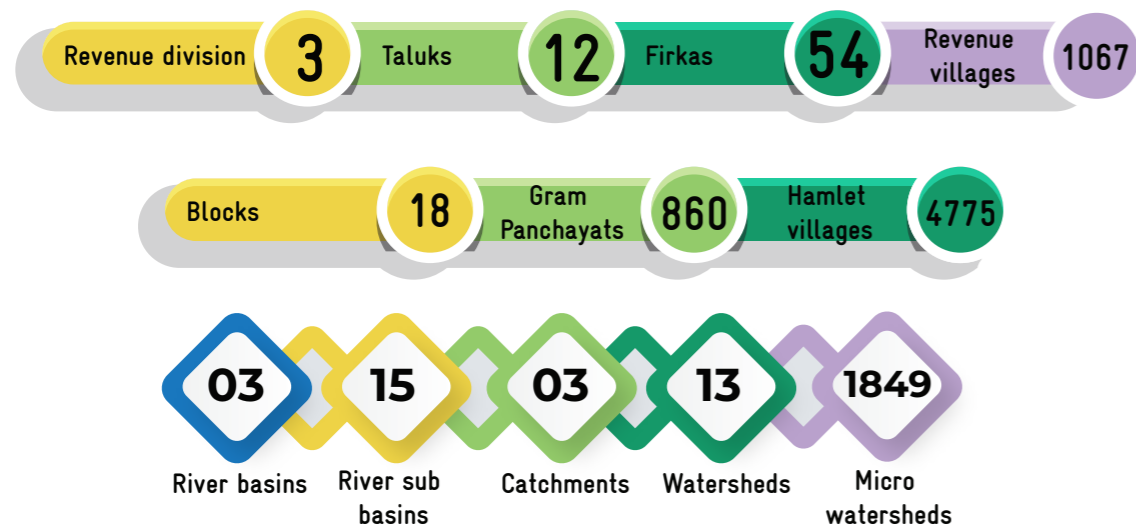 Revenue division 3 Taluks 12 Firkas 54 Revenue villages 1067
Blocks 18 Gram Panchayats 860 Hamlet villages 4775
03 15 03 13 1849
River basins River sub basins Catchments Watersheds Micro watersheds